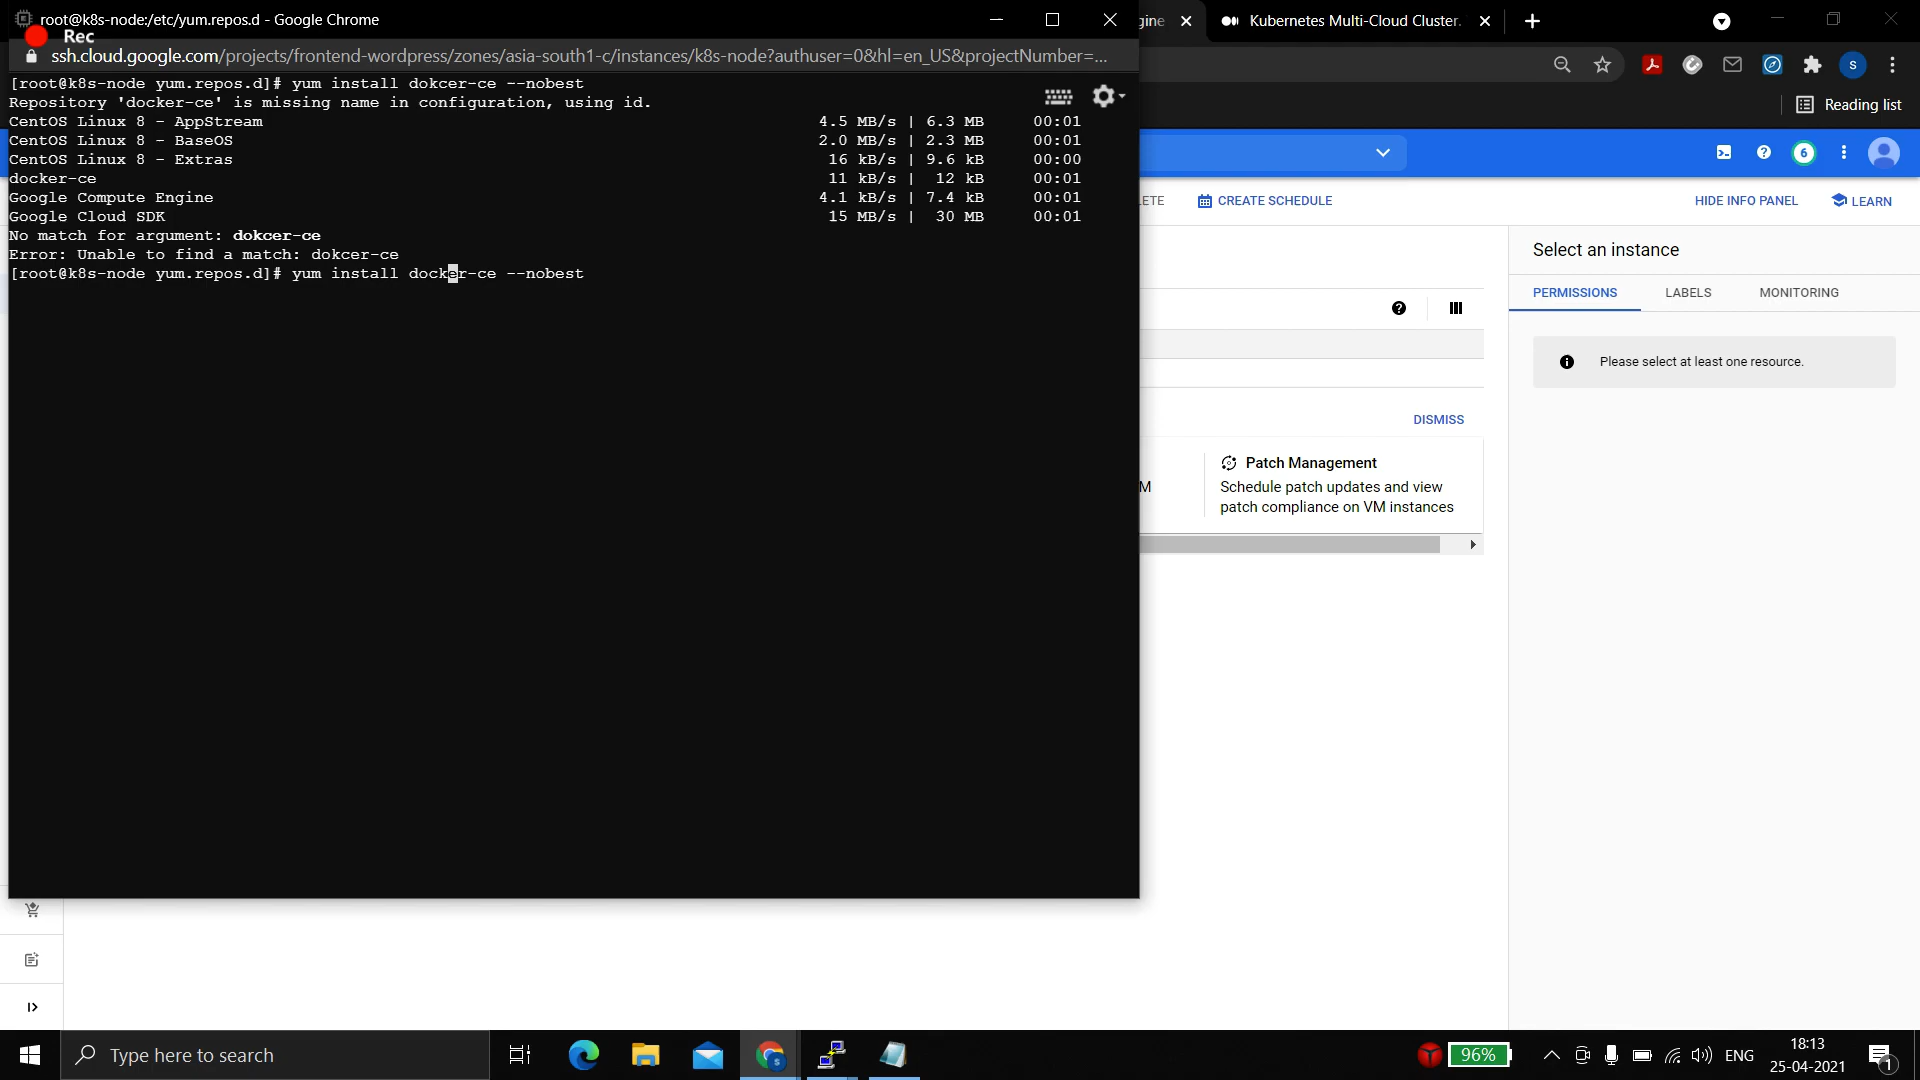 root@k8s-node:/etc/yum.repos.d - Google Chrome
Rec
ssh.cloud.google.com/projects/frontend-wordpress/zones/asia-south1-c/instances/k8s-node?authuser=0&hl=en_US&projectNumber=...
gine
Kubernetes Multi-Cloud Cluster.
S
Reading list
[root@k8s-node yum.repos.d]# yum install dokcer-ce --nobest
Repository 'docker-ce' is missing name in configuration, using id.
CentOS Linux 8 - AppStream 4.5 MB/s | 6.3 MB 00:01
CentOS Linux 8 - BaseOS 2.0 MB/s | 2.3 MB 00:01
CentOS Linux 8 - Extras 16 kB/s | 9.6 kB 00:00
docker-ce 11 kB/s | 12 kB 00:01
Google Compute Engine 4.1 kB/s | 7.4 kB 00:01
Google Cloud SDK 15 MB/s | 30 MB 00:01
No match for argument: dokcer-ce
Error: Unable to find a match: dokcer-ce
[root@k8s-node yum.repos.d]# yum install docker-ce --nobest
6
LETE
CREATE SCHEDULE
HIDE INFO PANEL
LEARN
Select an instance
PERMISSIONS
LABELS
MONITORING
Please select at least one resource.
DISMISS
M
Patch Management
Schedule patch updates and view
patch compliance on VM instances
Type here to search
S
96%
ENG
18:13
25-04-2021
1